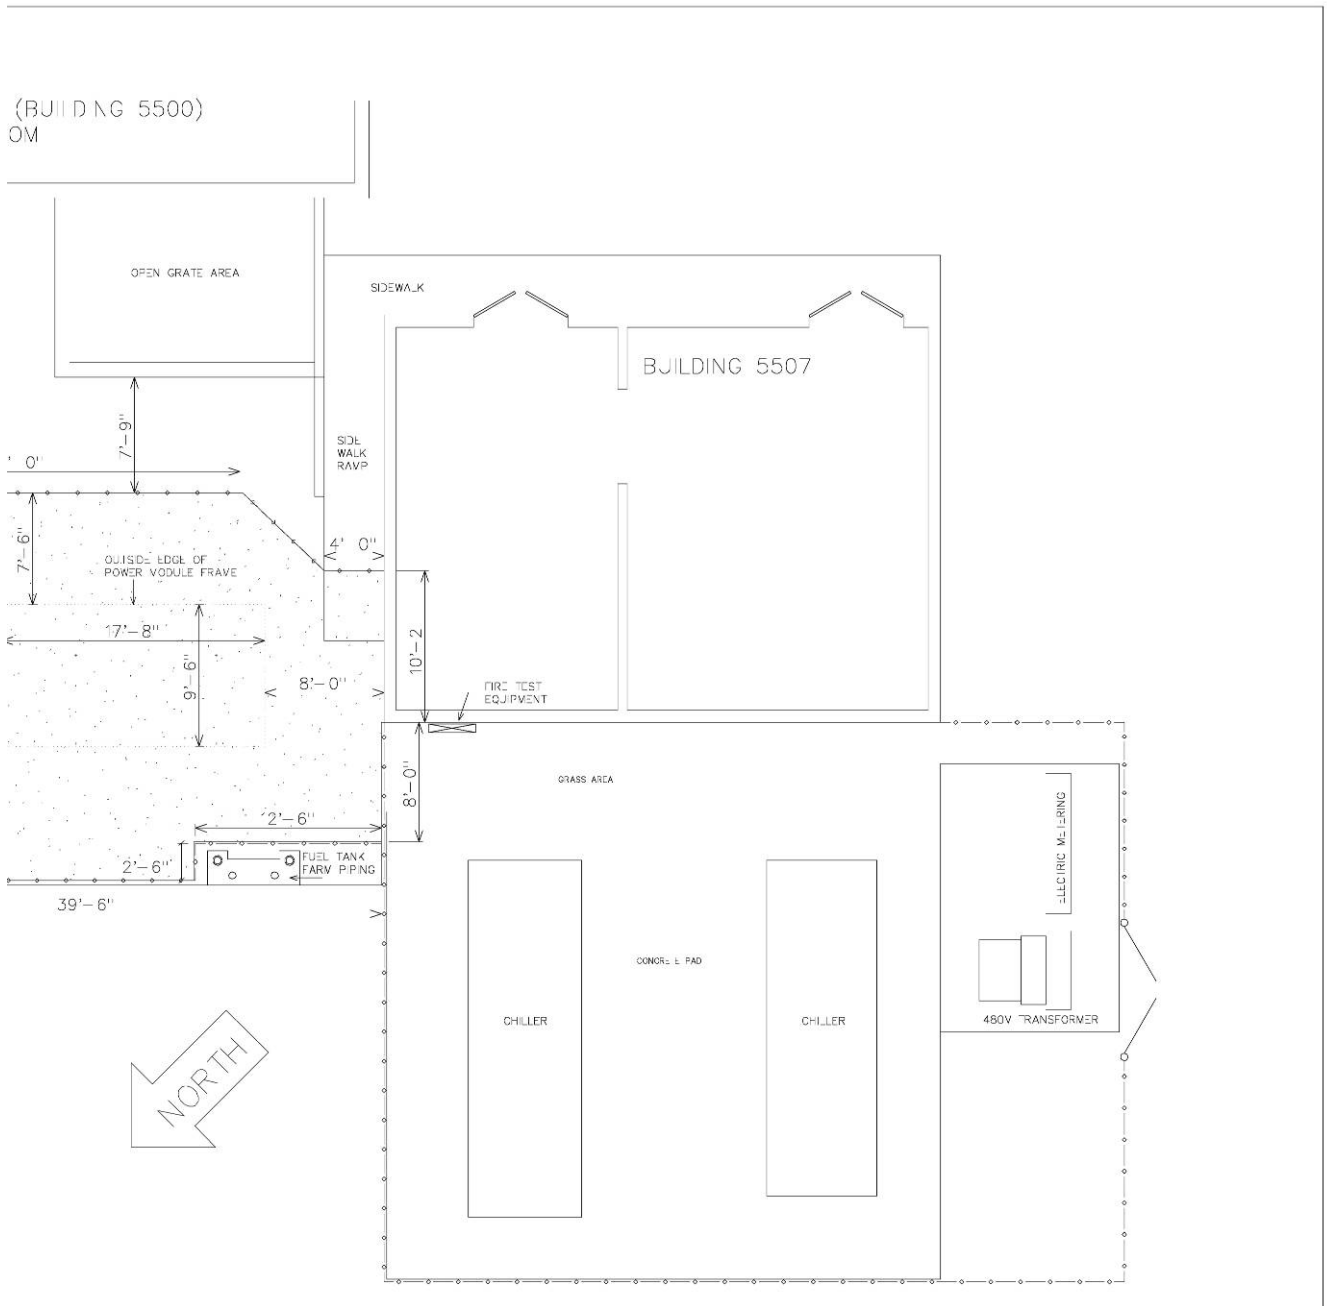 (BUILDING 5500)
OM
OPEN GRATE AREA
SIDEWALK
BUILDING 5507
7'-9"
' 0"
SIDE
WALK
RAMP
4' 0"
7'-6"
OUTSIDE EDGE OF
POWER MODULE FRAME
17'-8"
9'-6"
8'-0"
10'-2
FIRE TEST
EQUIPMENT
GRASS AREA
8'-0"
2'-6"
2'-6"
FUEL TANK
FARM PIPING
39'-6"
ELECTRIC METERING
CONCRETE PAD
CHILLER
CHILLER
480V TRANSFORMER
NORTH